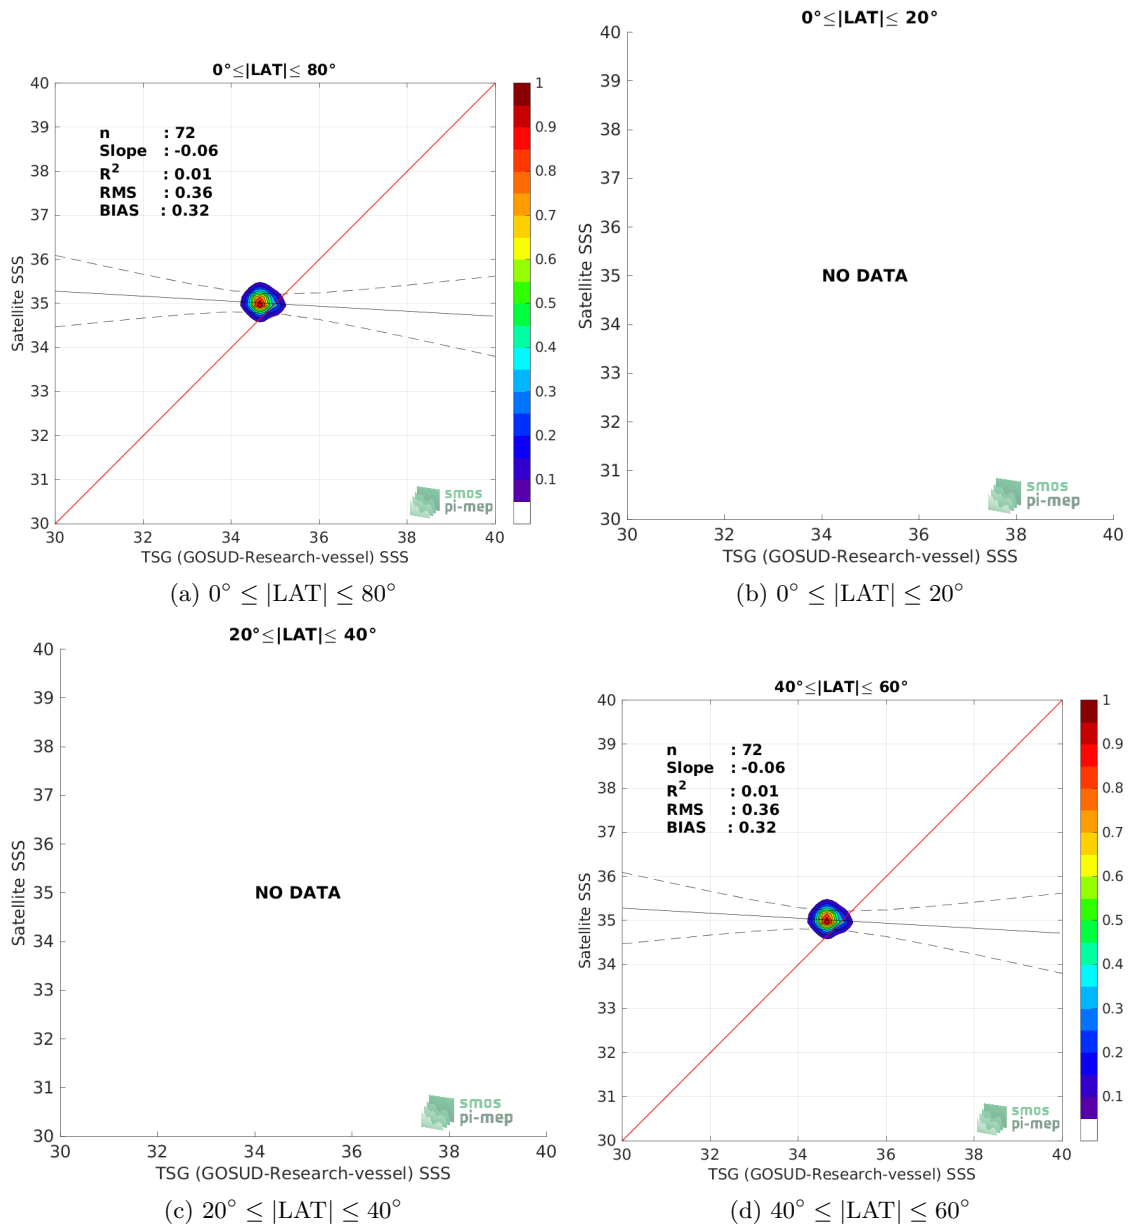 0°≤|LAT|≤ 80°
40
39
38
37
36
35
34
33
32
31
30
Satellite SSS
n : 72
Slope : -0.06
R² : 0.01
RMS : 0.36
BIAS : 0.32
1
0.9
0.8
0.7
0.6
0.5
0.4
0.3
0.2
0.1
smos
pi-mep
30 32 34 36 38 40
TSG (GOSUD-Research-vessel) SSS
(a) 0° ≤ |LAT| ≤ 80°
0°≤|LAT|≤ 20°
40
39
38
37
36
35
34
33
32
31
30
Satellite SSS
NO DATA
smos
pi-mep
30 32 34 36 38 40
TSG (GOSUD-Research-vessel) SSS
(b) 0° ≤ |LAT| ≤ 20°
20°≤|LAT|≤ 40°
40
39
38
37
36
35
34
33
32
31
30
Satellite SSS
NO DATA
smos
pi-mep
30 32 34 36 38 40
TSG (GOSUD-Research-vessel) SSS
(c) 20° ≤ |LAT| ≤ 40°
40°≤|LAT|≤ 60°
40
39
38
37
36
35
34
33
32
31
30
Satellite SSS
n : 72
Slope : -0.06
R² : 0.01
RMS : 0.36
BIAS : 0.32
1
0.9
0.8
0.7
0.6
0.5
0.4
0.3
0.2
0.1
smos
pi-mep
30 32 34 36 38 40
TSG (GOSUD-Research-vessel) SSS
(d) 40° ≤ |LAT| ≤ 60°